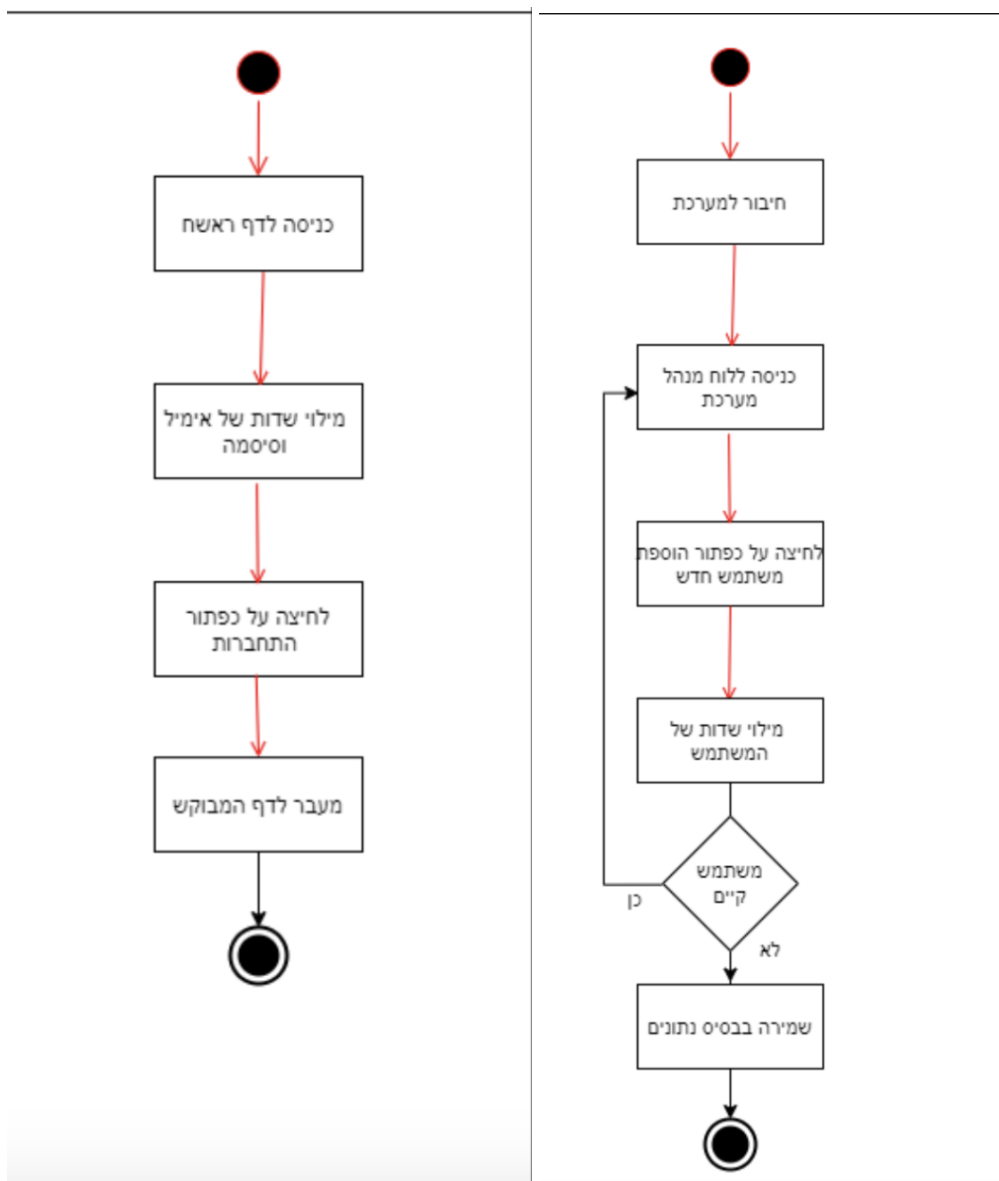 כניסה לדף ראשח
מילוי שדות של אימיל
וסיסמה
לחיצה על כפתור
התחברות
מעבר לדף המבוקש
חיבור למערכת
כניסה ללוח מנהל
מערכת
לחיצה על כפתור הוספת
משתמש חדש
מילוי שדות של
המשתמש
משתמש
קיים
כן
לא
שמירה בבסיס נתונים